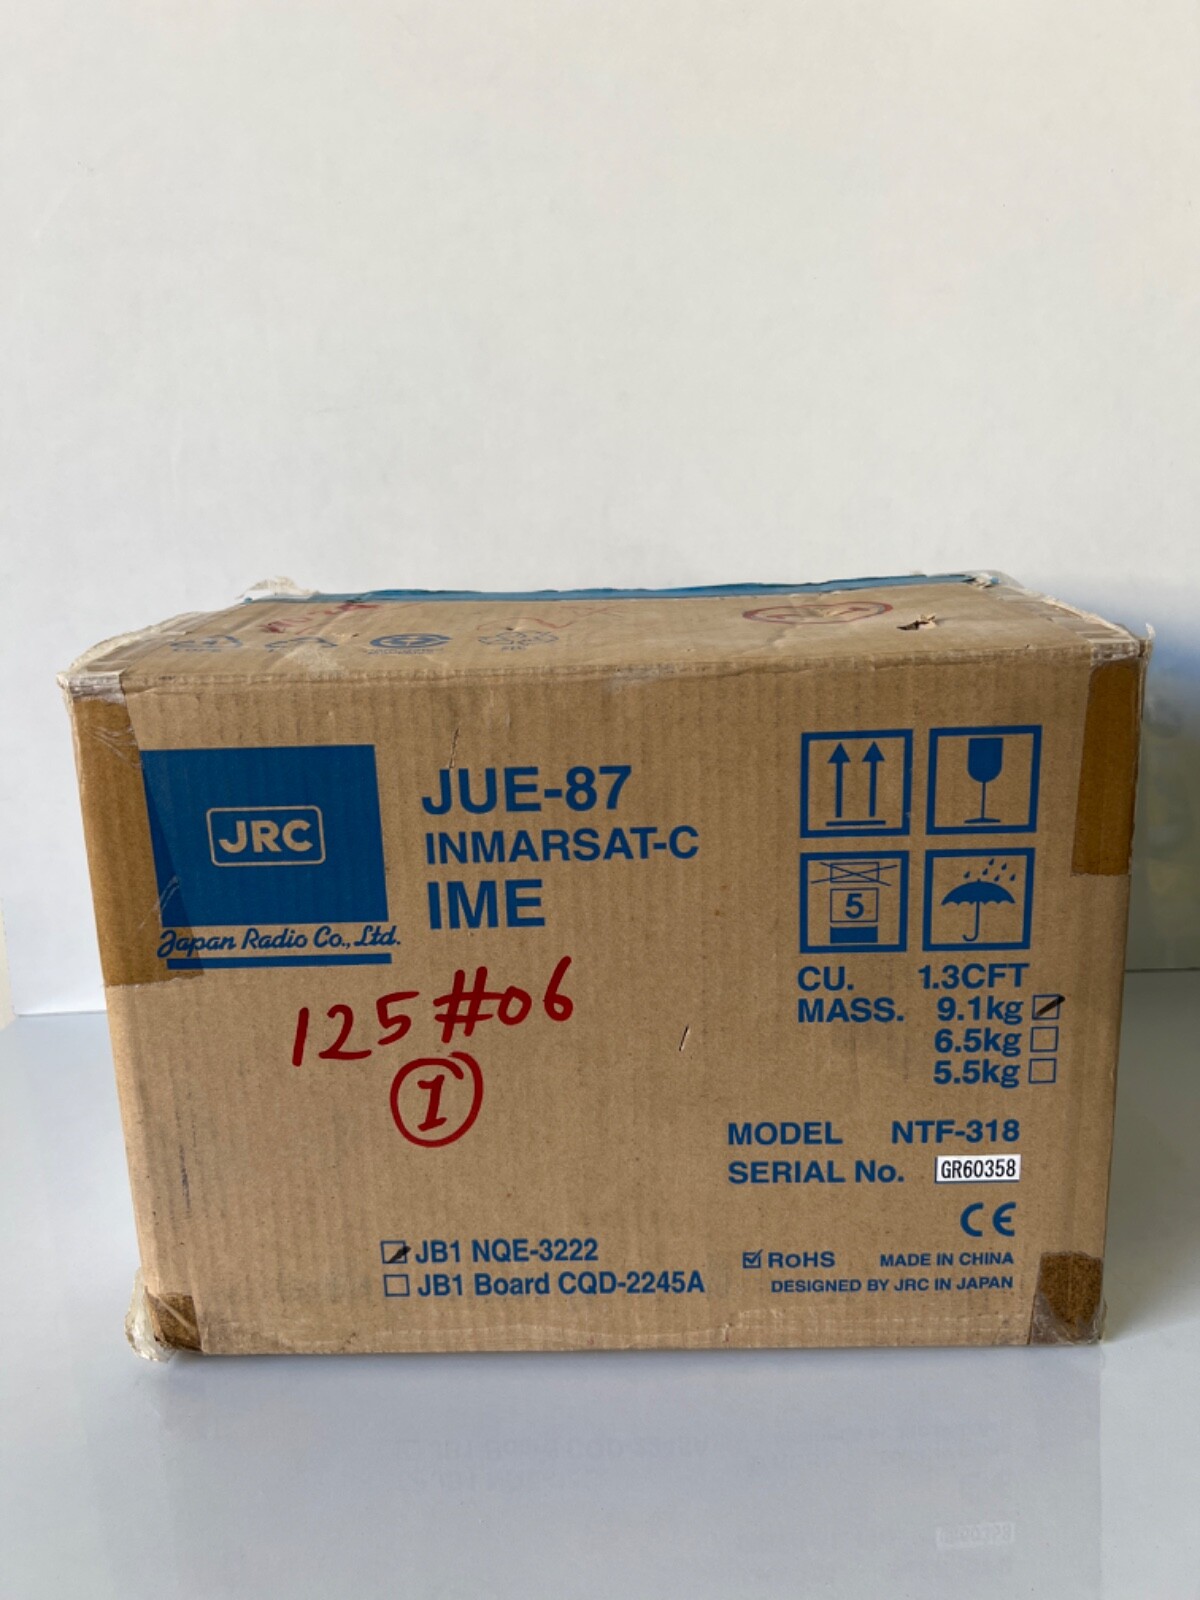 JRC
Japan Radio Co., Ltd.
JUE-87
INMARSAT-C
IME
125#06
1
5
CU. 1.3CFT
MASS. 9.1kg
6.5kg
5.5kg
MODEL NTF-318
SERIAL No. GR60358
CE
JB1 NQE-3222
JB1 Board CQD-2245A
RoHS MADE IN CHINA
DESIGNED BY JRC IN JAPAN